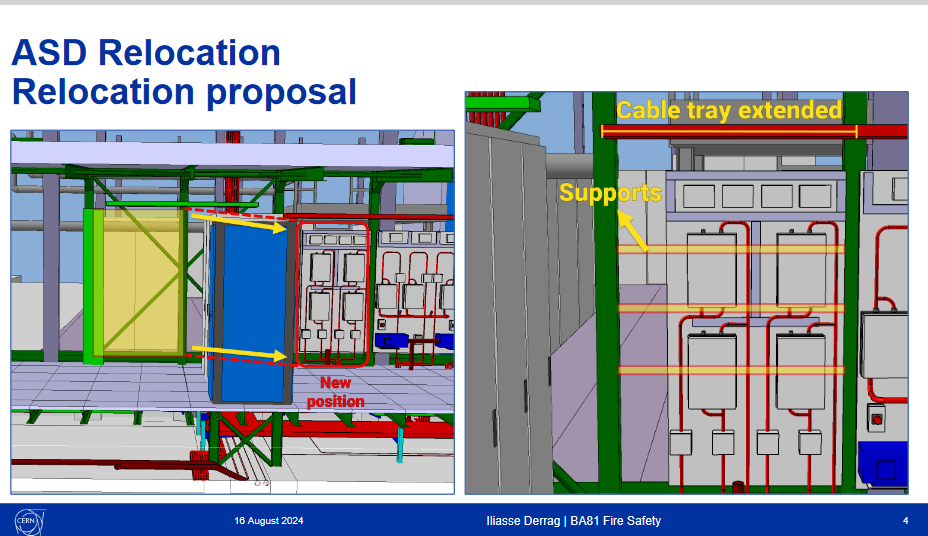 ASD Relocation
Relocation proposal
New
position
Cable tray extended
Supports
CERN
16 August 2024
Iliasse Derrag | BA81 Fire Safety
4